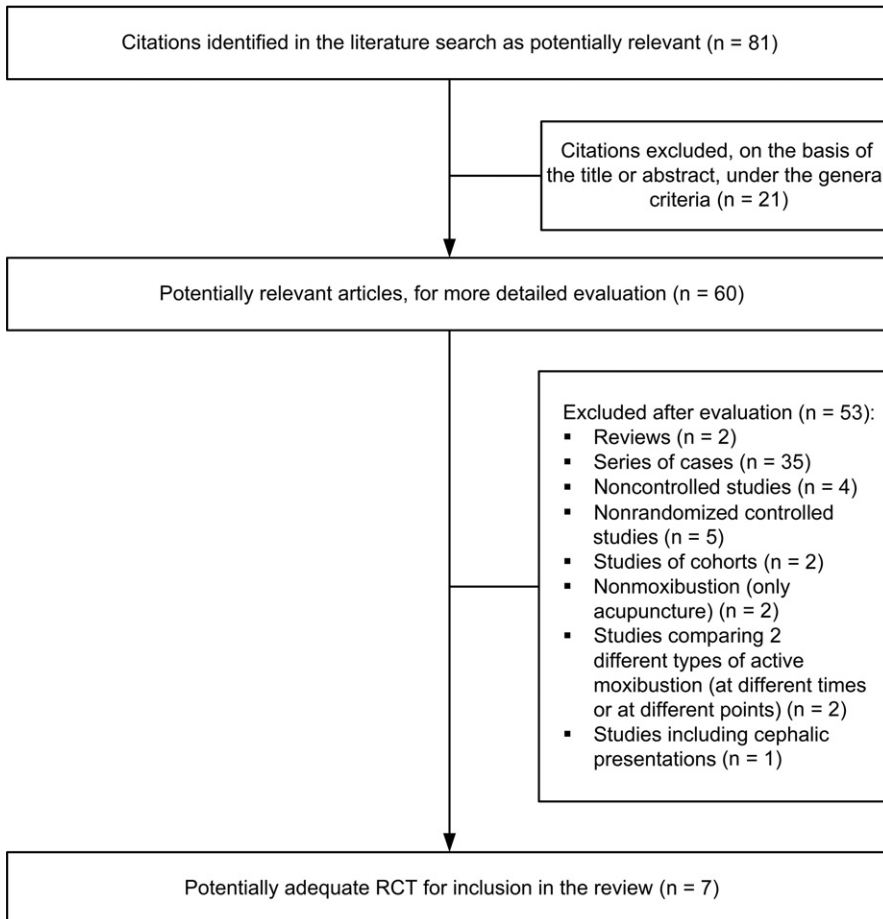 Citations identified in the literature search as potentially relevant (n = 81)
Citations excluded, on the basis of
the title or abstract, under the genera
criteria (n = 21)
Potentially relevant articles, for more detailed evaluation (n = 60)
Excluded after evaluation (n = 53):
▪ Reviews (n = 2)
▪ Series of cases (n = 35)
▪ Noncontrolled studies (n = 4)
▪ Nonrandomized controlled
studies (n = 5)
▪ Studies of cohorts (n = 2)
▪ Nonmoxibustion (only
acupuncture) (n = 2)
▪ Studies comparing 2
different types of active
moxibustion (at different times
or at different points) (n = 2)
▪ Studies including cephalic
presentations (n = 1)
Potentially adequate RCT for inclusion in the review (n = 7)